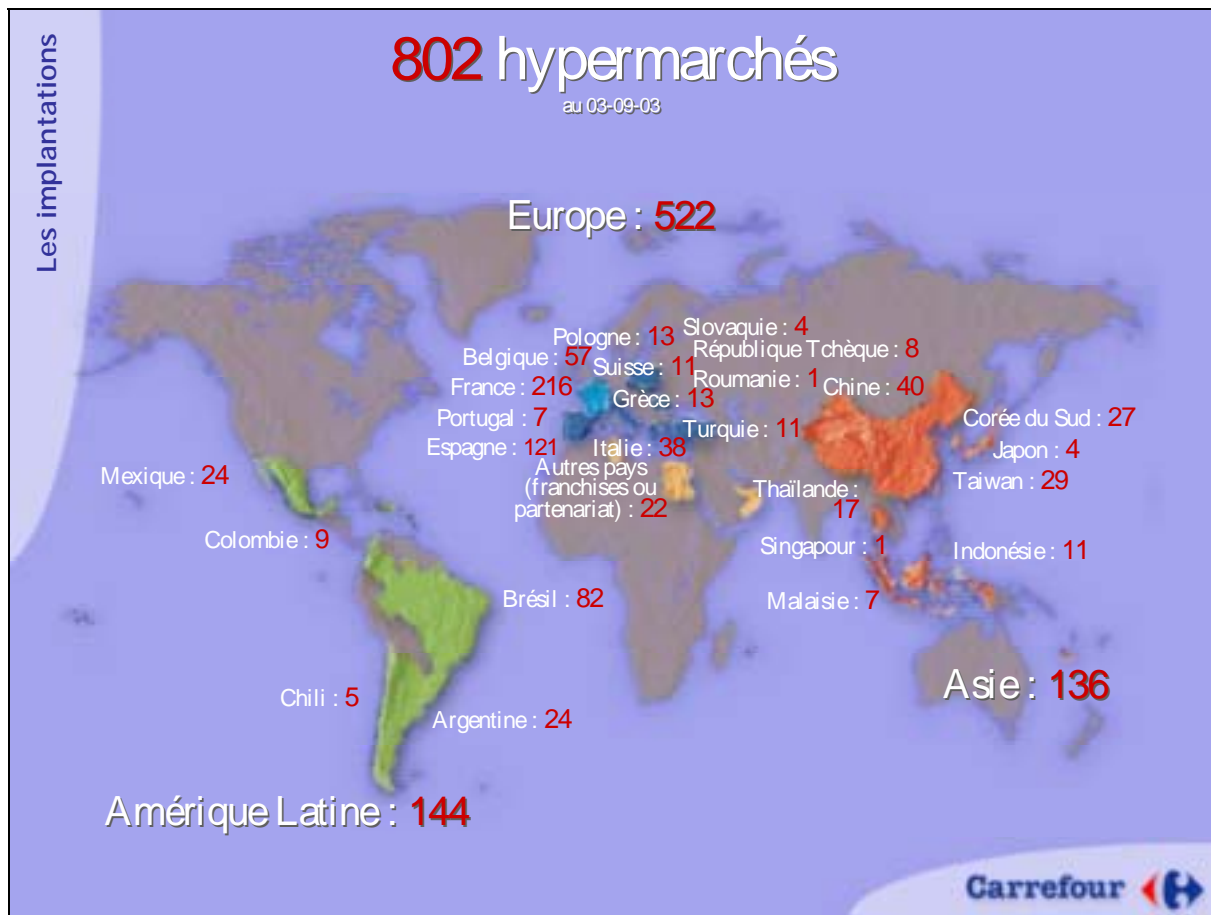 Les implantations
802 hypermarchés
au 03-09-03
Europe : 522
Pologne : 13
Slovaquie : 4
Belgique : 57
République Tchèque : 8
Suisse : 11
Roumanie : 1
Chine : 40
France : 216
Grèce : 13
Portugal : 7
Turquie : 11
Corée du Sud : 27
Espagne : 121
Italie : 38
Japon : 4
Mexique : 24
Autres pays
(franchises ou
partenariat) : 22
Thaïlande :
17
Taiwan : 29
Colombie : 9
Singapour : 1
Indonésie : 11
Brésil : 82
Malaisie : 7
Asie : 136
Chili : 5
Argentine : 24
Amérique Latine : 144
Carrefour